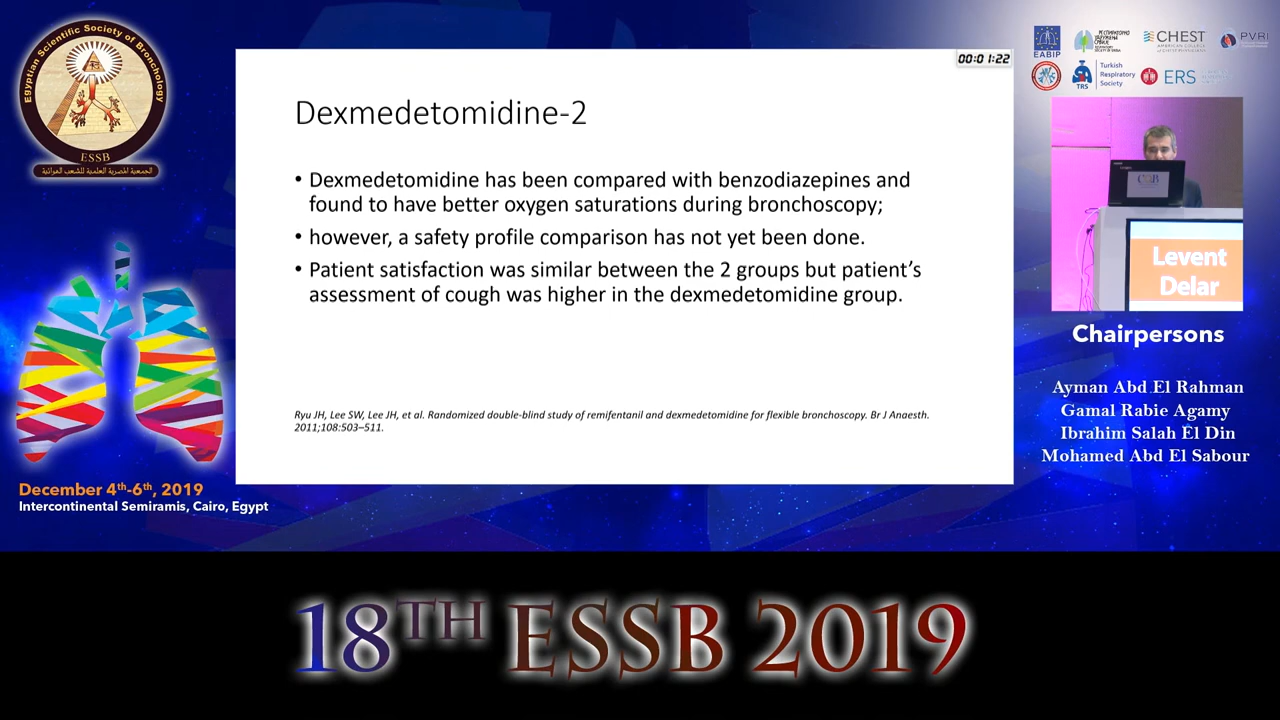 Egyptian Scientific Society of Bronchology
ESSB
الجمعية المصرية العلمية للشعب الهوائية
00:01:22
Dexmedetomidine-2
• Dexmedetomidine has been compared with benzodiazepines and
found to have better oxygen saturations during bronchoscopy;
• however, a safety profile comparison has not yet been done.
• Patient satisfaction was similar between the 2 groups but patient’s
assessment of cough was higher in the dexmedetomidine group.
Ryu JH, Lee SW, Lee JH, et al. Randomized double-blind study of remifentanil and dexmedetomidine for flexible bronchoscopy. Br J Anaesth.
2011;108:503–511.
EABIP
CHEST
PVRI
TRS
Turkish
Respiratory
Society
ERS
Levent
Delar
Chairpersons
Ayman Abd El Rahman
Gamal Rabie Agamy
Ibrahim Salah El Din
Mohamed Abd El Sabour
December 4th-6th, 2019
Intercontinental Semiramis, Cairo, Egypt
18TH ESSB 2019